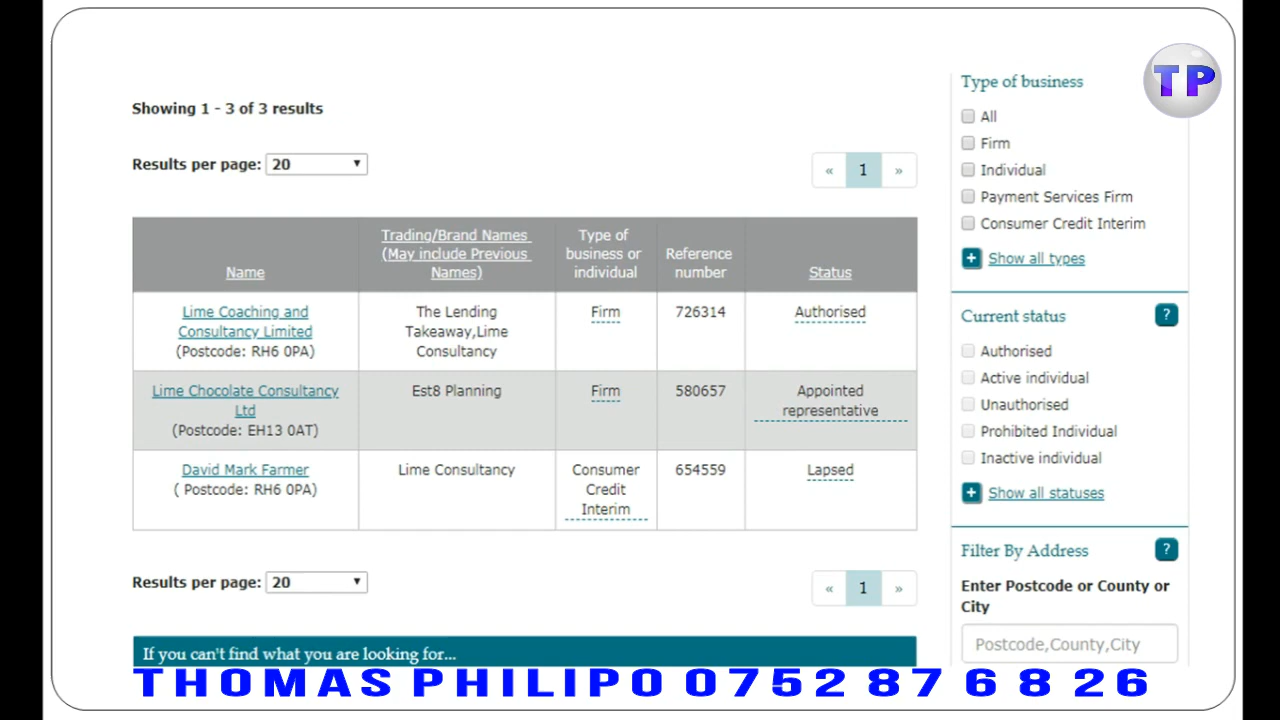 TP
Showing 1 - 3 of 3 results
Results per page: 20
« 1 »
Name
Trading/Brand Names
(May include Previous
Names)
Type of
business or
individual
Reference
number
Status
Lime Coaching and
Consultancy Limited
(Postcode: RH6 0PA)
The Lending
Takeaway,Lime
Consultancy
Firm
726314
Authorised
Lime Chocolate Consultancy
Ltd
(Postcode: EH13 0AT)
Est8 Planning
Firm
580657
Appointed
representative
David Mark Farmer
( Postcode: RH6 0PA)
Lime Consultancy
Consumer
Credit
Interim
654559
Lapsed
Results per page: 20
« 1 »
If you can't find what you are looking for...
Type of business
All
Firm
Individual
Payment Services Firm
Consumer Credit Interim
+ Show all types
Current status ?
Authorised
Active individual
Unauthorised
Prohibited Individual
Inactive individual
+ Show all statuses
Filter By Address ?
Enter Postcode or County or
City
Postcode,County,City
THOMAS PHILIPO 0752 87 6 8 26